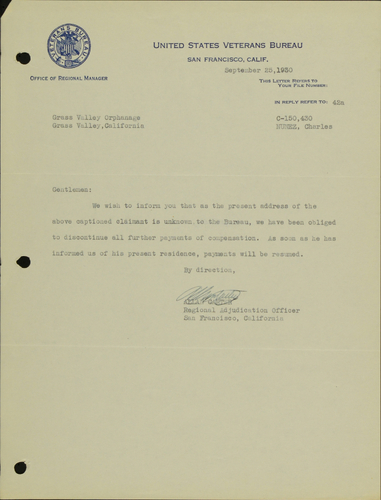 UNITED STATES VETERANS BUREAU
SAN FRANCISCO, CALIF.
September 25, 1930
OFFICE OF REGIONAL MANAGER
THIS LETTER REFERS TO
YOUR FILE NUMBER:
IN REPLY REFER TO:
Grass Valley Orphanage
Grass Valley, California
C-150,430
Charles
Gentlemen:
We wish to inform you that as the present address of the
above captioned claimant is unknown to the Bureau, we have been obliged
to discontinue all further payments of compensation. As soon as he has
informed us of his present residence, payments will be resumed.
By direction,
Regional Adjudication Officer
San Francisco, California